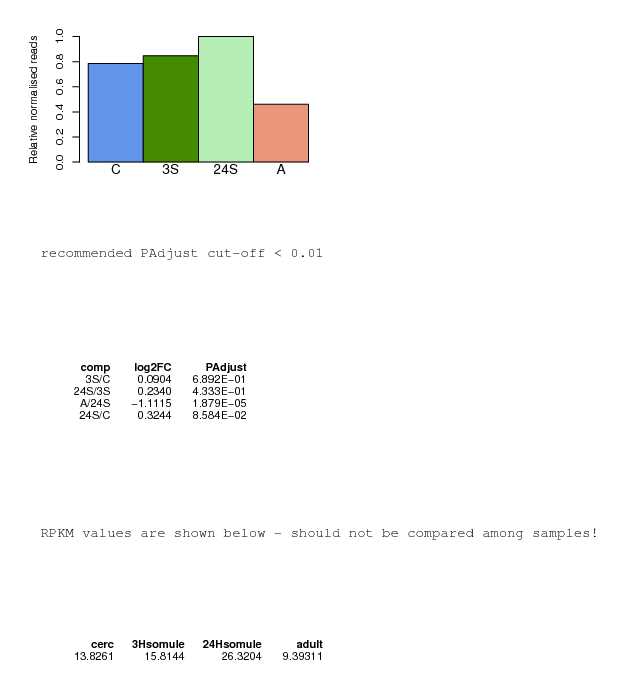 Relative normalised reads
1.0
0.8
0.6
0.4
0.2
0.0
C 3S 24S A
recommended PAdjust cut-off < 0.01
comp log2FC PAdjust
3S/C 0.0904 6.892E-01
24S/3S 0.2340 4.333E-01
A/24S -1.1115 1.879E-05
24S/C 0.3244 8.584E-02
RPKM values are shown below - should not be compared among samples!
cerc 3Hsomule 24Hsomule adult
13.8261 15.8144 26.3204 9.39311